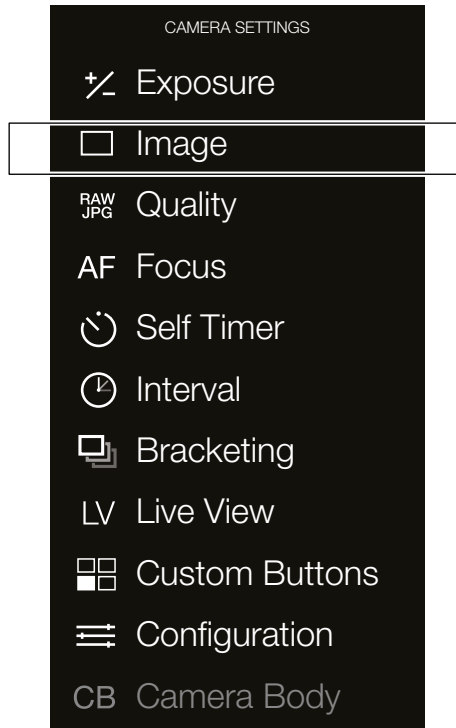 CAMERA SETTINGS
Exposure
Image
RAW JPG Quality
AF Focus
Self Timer
Interval
Bracketing
LV Live View
Custom Buttons
Configuration
CB Camera Body